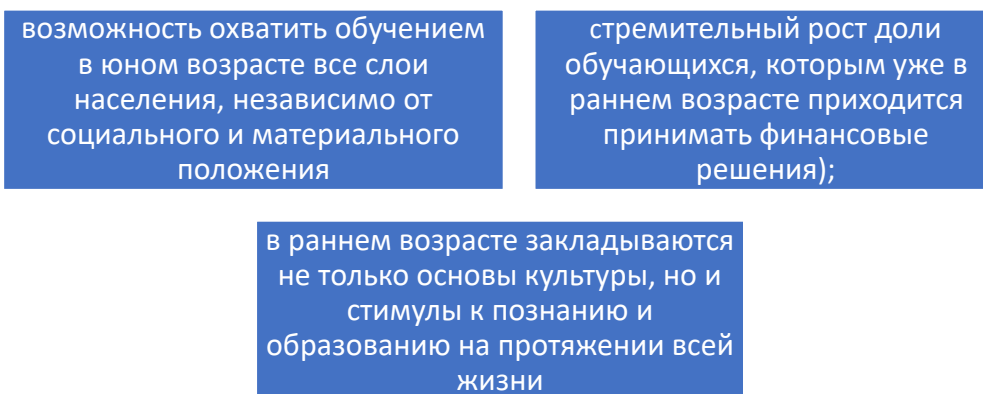 возможность охватить обучением
в юном возрасте все слои
населения, независимо от
социального и материального
положения
стремительный рост доли
обучающихся, которым уже в
раннем возрасте приходится
принимать финансовые
решения);
в раннем возрасте закладываются
не только основы культуры, но и
стимулы к познанию и
образованию на протяжении всей
жизни